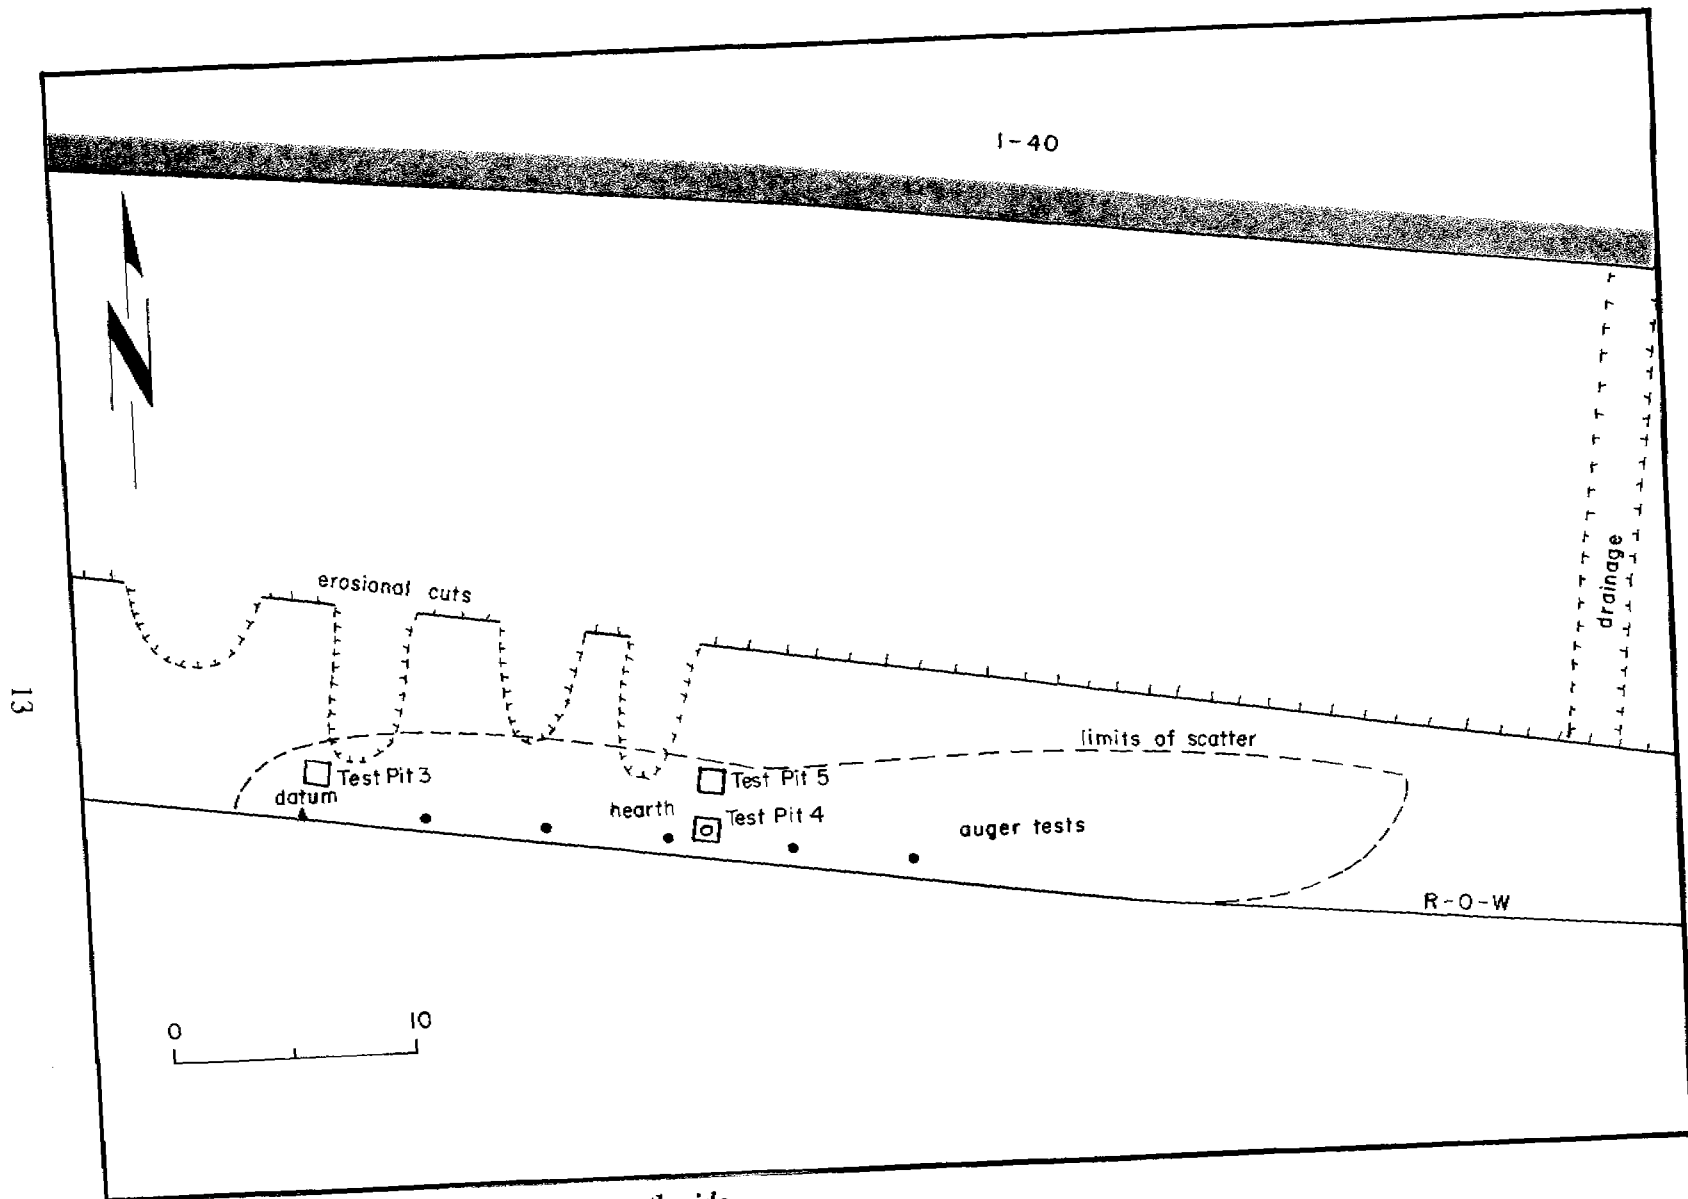 I-40
N
erosional cuts
drainage
13
limits of scatter
Test Pit 3
Test Pit 5
datum
hearth
Test Pit 4
auger tests
R-O-W
0 10